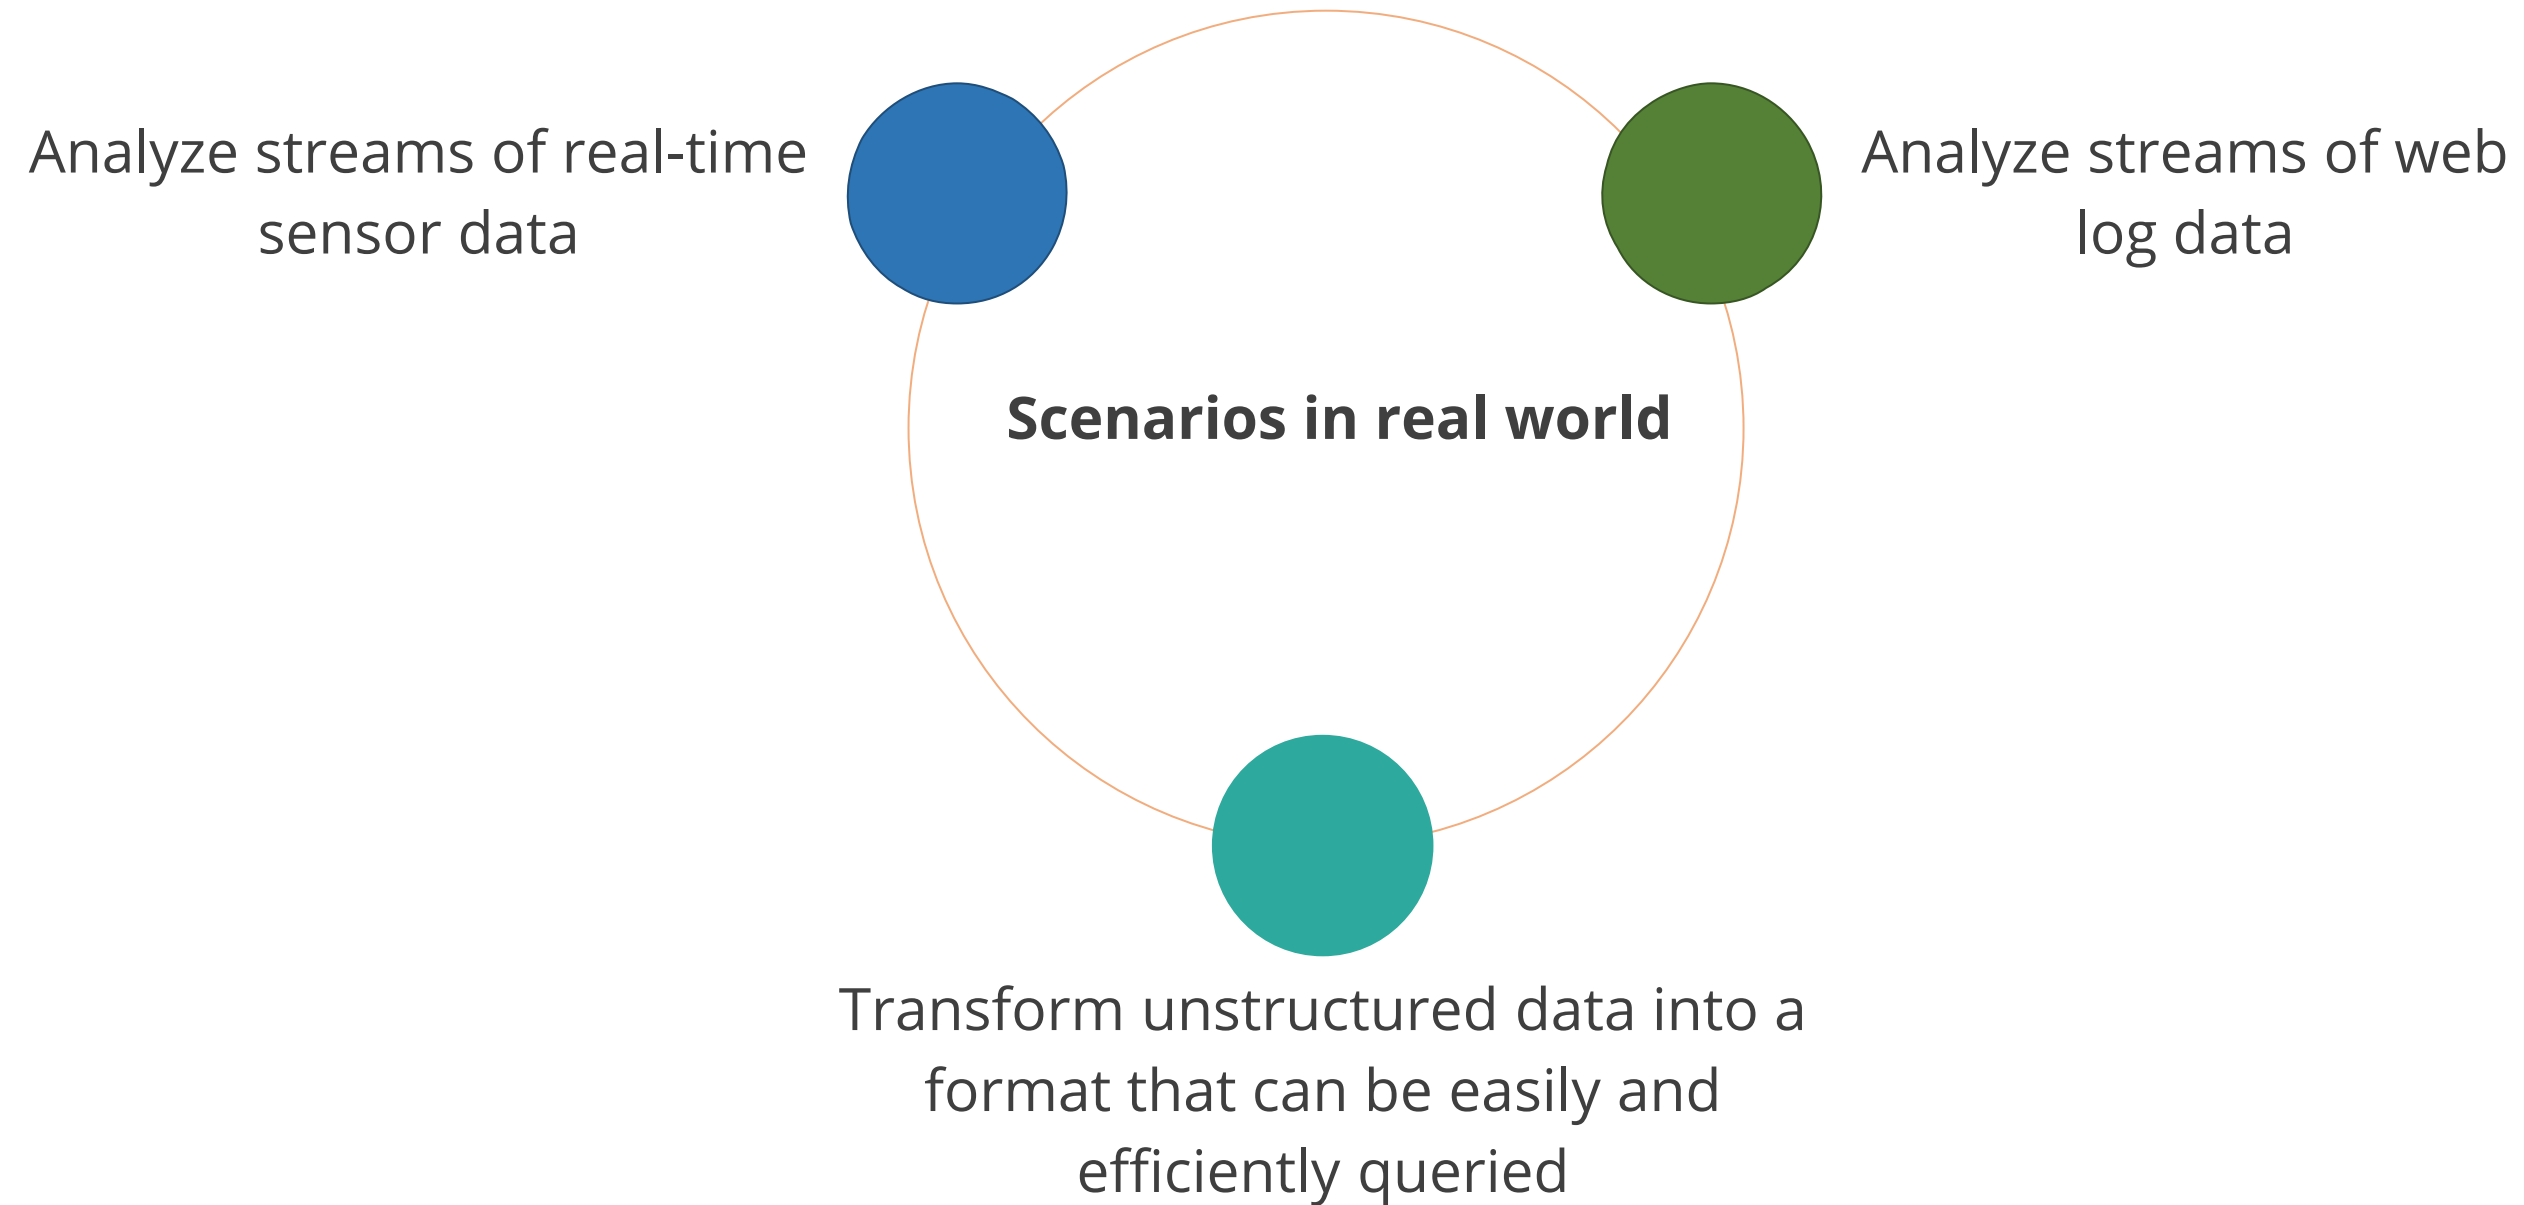 Analyze streams of real-time
sensor data
Analyze streams of web
log data
Scenarios in real world
Transform unstructured data into a
format that can be easily and
efficiently queried